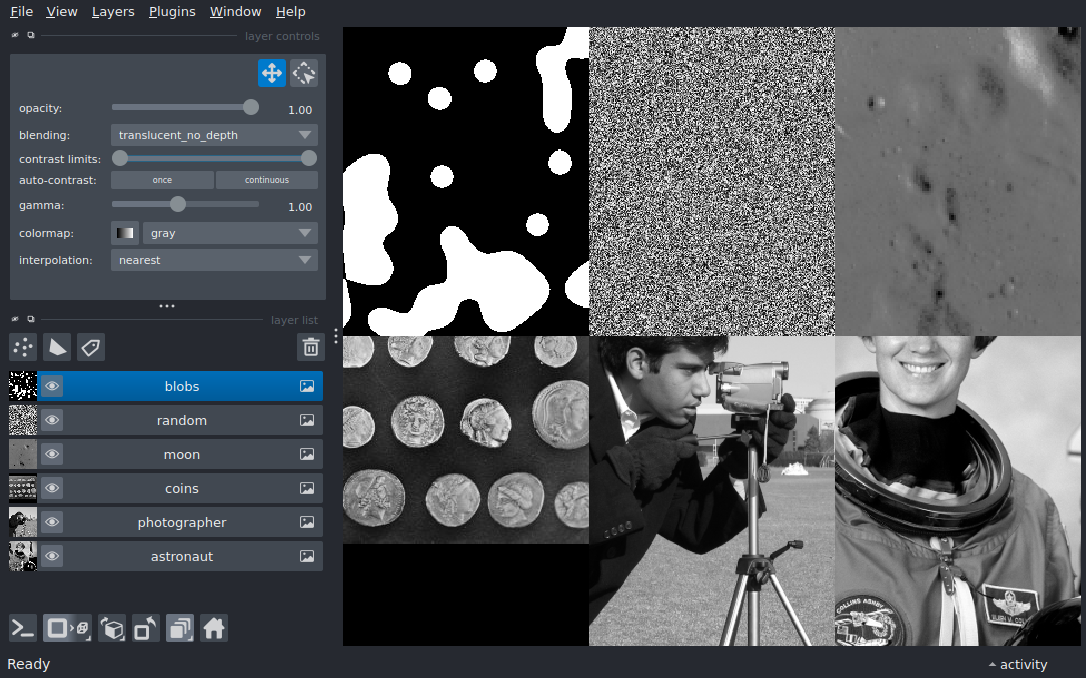 File View Layers Plugins Window Help
layer controls
opacity: 1.00
blending: translucent_no_depth
contrast limits:
auto-contrast: once continuous
gamma: 1.00
colormap: gray
interpolation: nearest
layer list
blobs
random
moon
coins
photographer
astronaut
COLLINS
Ready activity